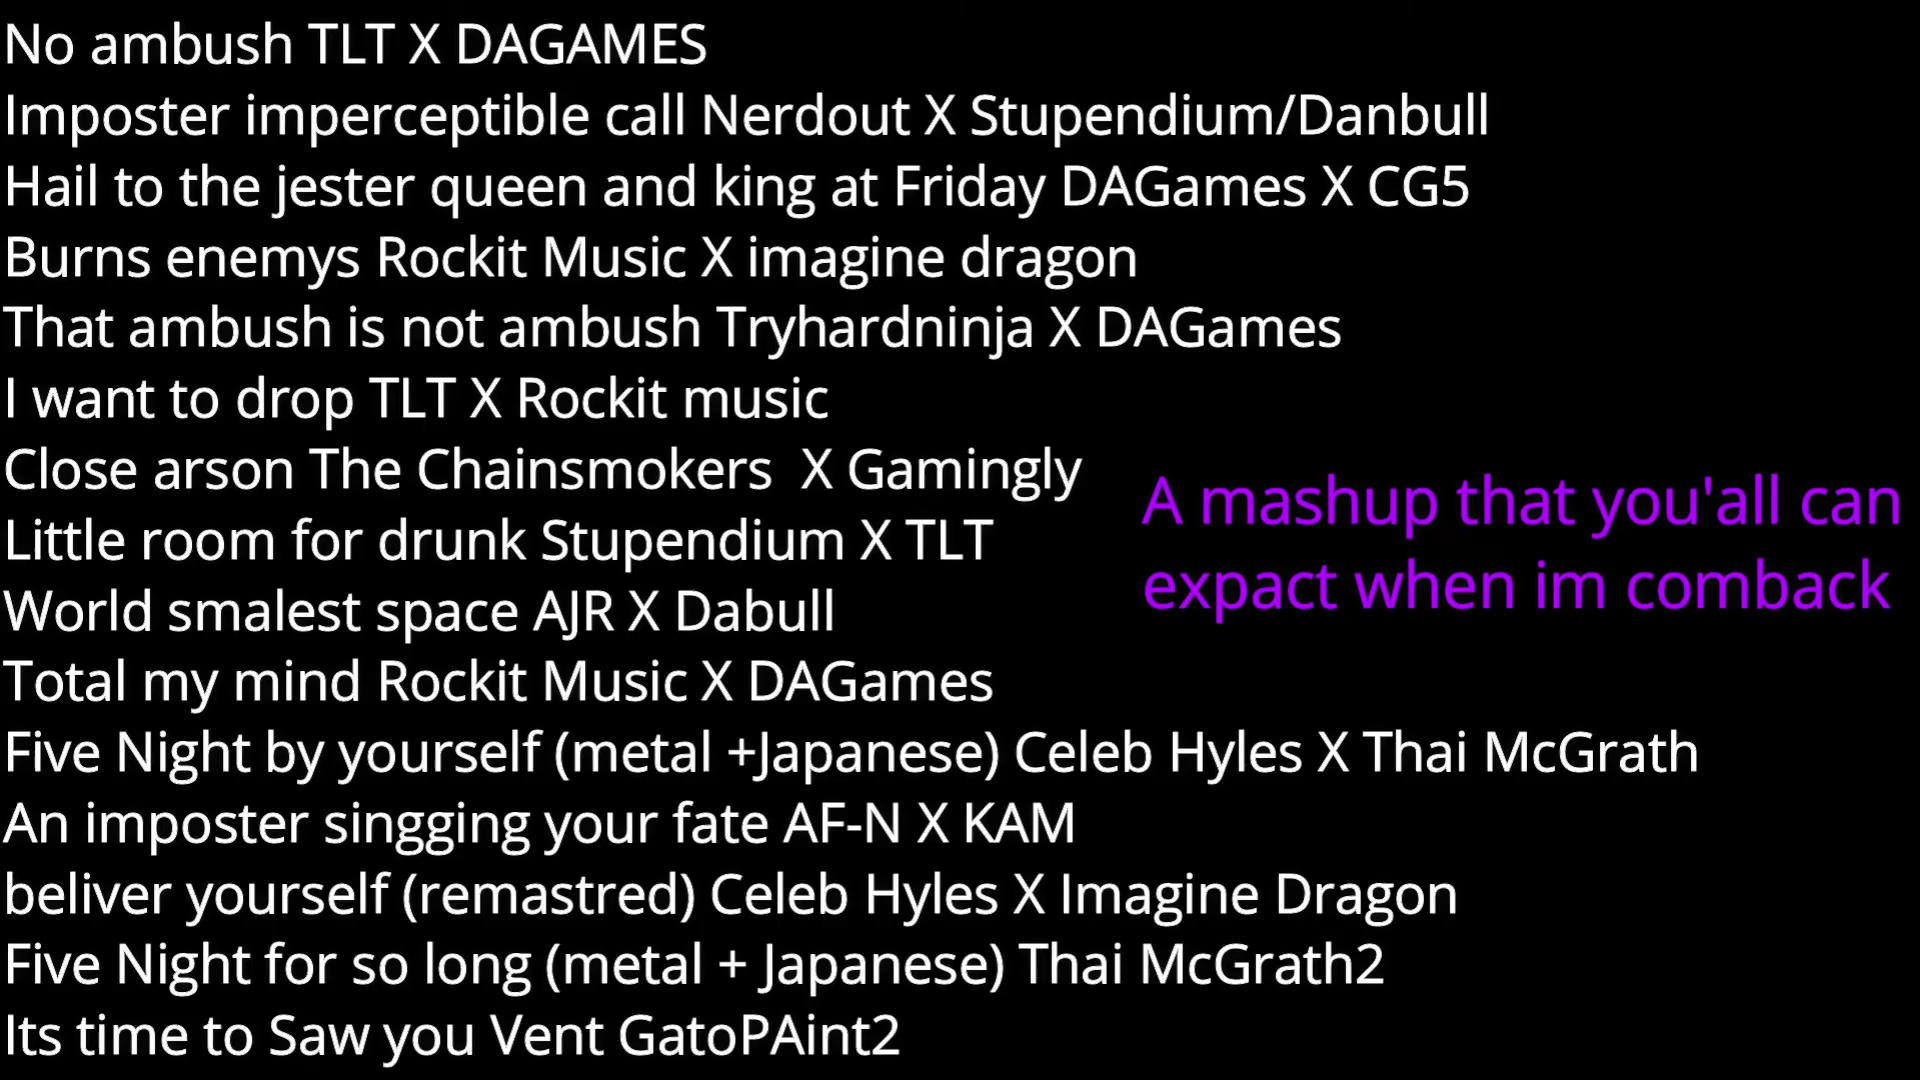 No ambush TLT X DAGAMES
Imposter imperceptible call Nerdout X Stupendium/Danbull
Hail to the jester queen and king at Friday DAGames X CG5
Burns enemys Rockit Music X imagine dragon
That ambush is not ambush Tryhardninja X DAGames
I want to drop TLT X Rockit music
Close arson The Chainsmokers  X Gamingly
Little room for drunk Stupendium X TLT
World smalest space AJR X Dabull
Total my mind Rockit Music X DAGames
Five Night by yourself (metal +Japanese) Celeb Hyles X Thai McGrath
An imposter singging your fate AF-N X KAM
beliver yourself (remastred) Celeb Hyles X Imagine Dragon
Five Night for so long (metal + Japanese) Thai McGrath2
Its time to Saw you Vent GatoPAint2
A mashup that you'all can
expact when im comback